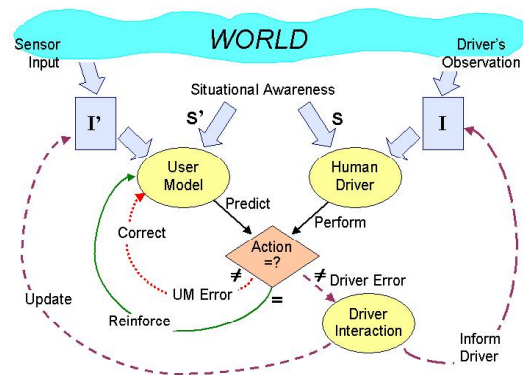 WORLD
Sensor
Input
Driver's
Observation
Situational Awareness
I'
S'
S
I
User
Model
Human
Driver
Predict
Perform
Correct
Action
=?
≠
≠
Driver Error
UM Error
=
Update
Reinforce
Driver
Interaction
Inform
Driver